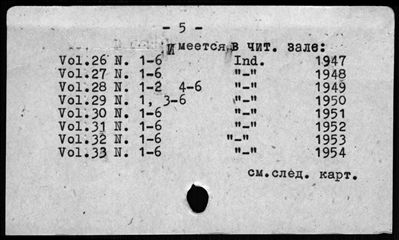 - 5 -
Имеется в чит. зале:
Vol.26 N. 1-6 Ind. 1947
Vol.27 N. 1-6 "-" 1948
Vol.28 N. 1-2 4-6 "-" 1949
Vol.29 N. 1, 3-6 "-" 1950
Vol.30 N. 1-6 "-" 1951
Vol.31 N. 1-6 "-" 1952
Vol.32 N. 1-6 "-" 1953
Vol.33 N. 1-6 "-" 1954
см.след. карт.